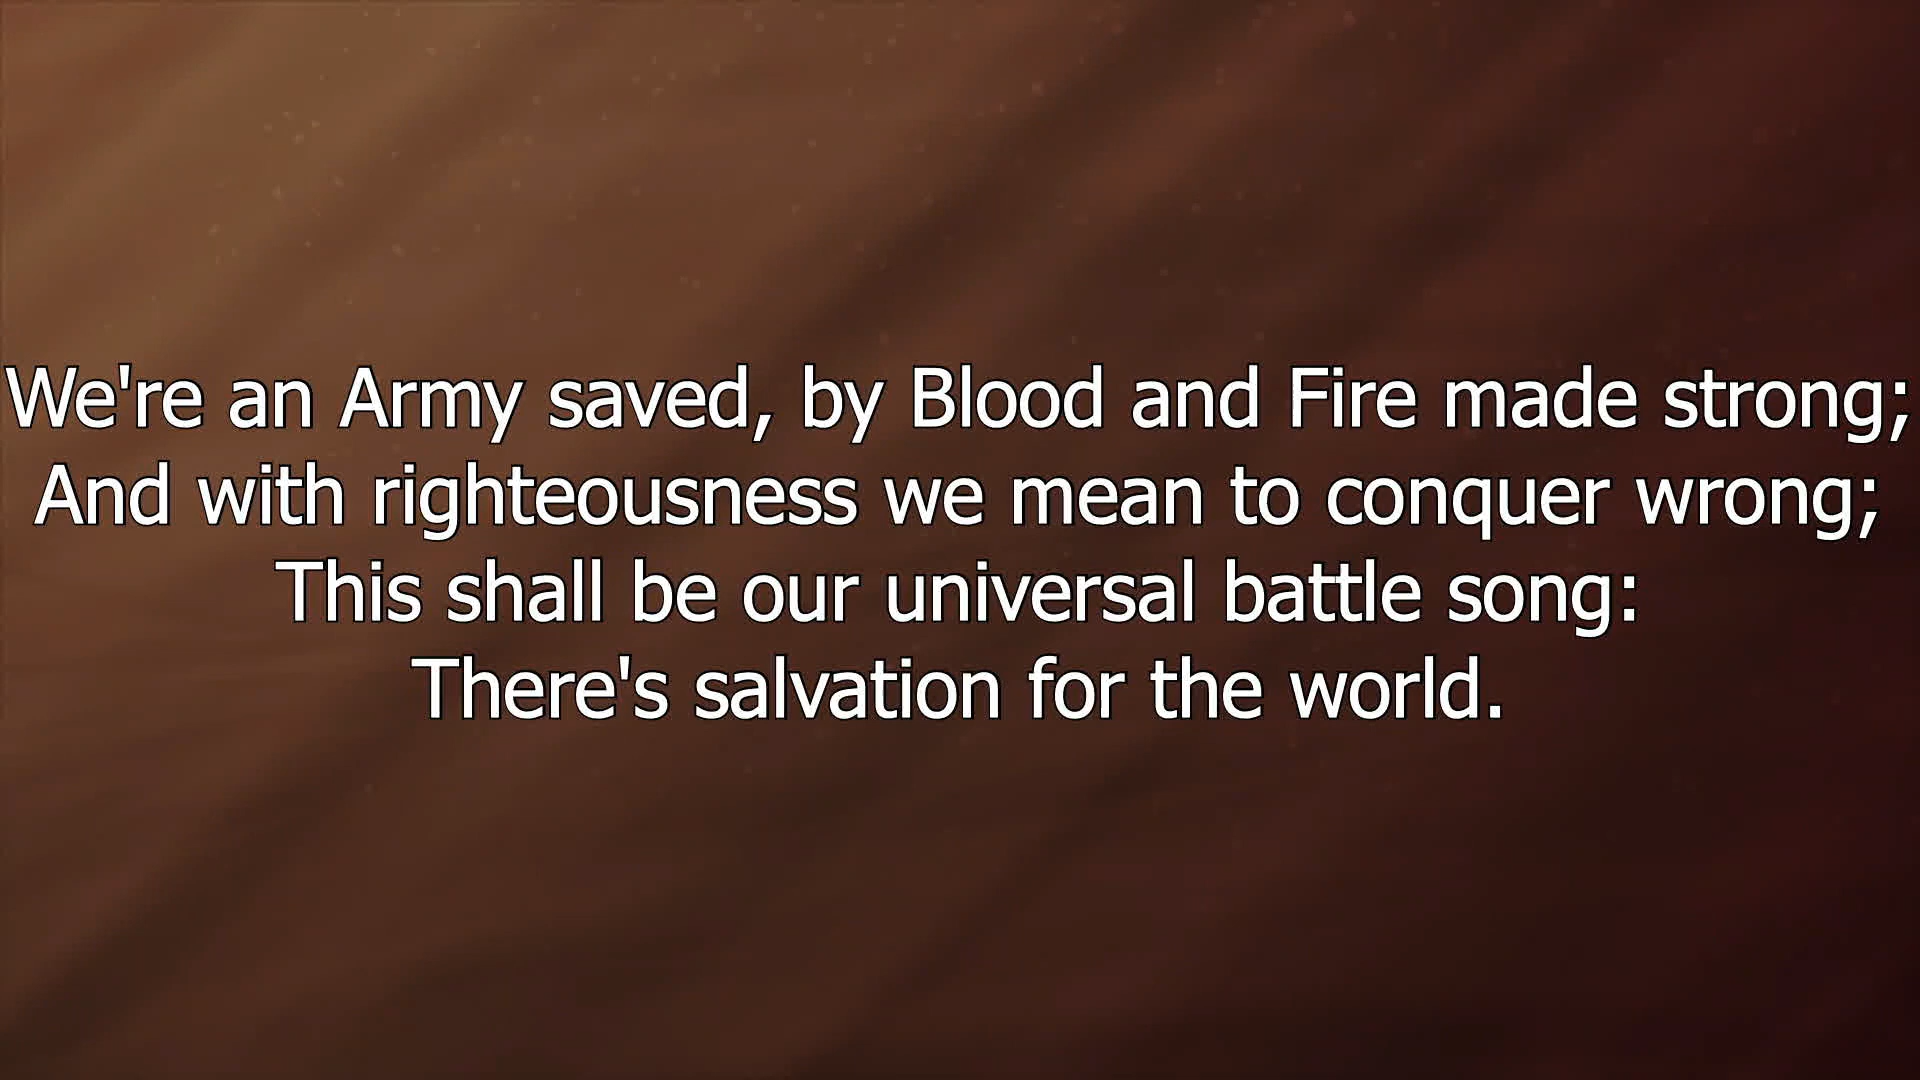 We're an Army saved, by Blood and Fire made strong;
And with righteousness we mean to conquer wrong;
This shall be our universal battle song:
There's salvation for the world.